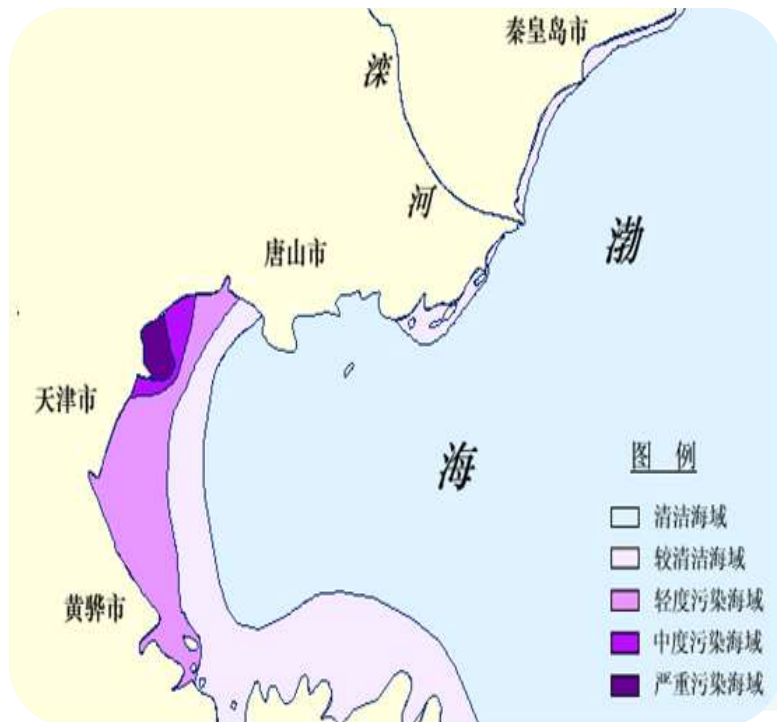 秦皇岛市
滦
河
渤
唐山市
天津市
海
图 例
清洁海域
较清洁海域
轻度污染海域
黄骅市
中度污染海域
严重污染海域